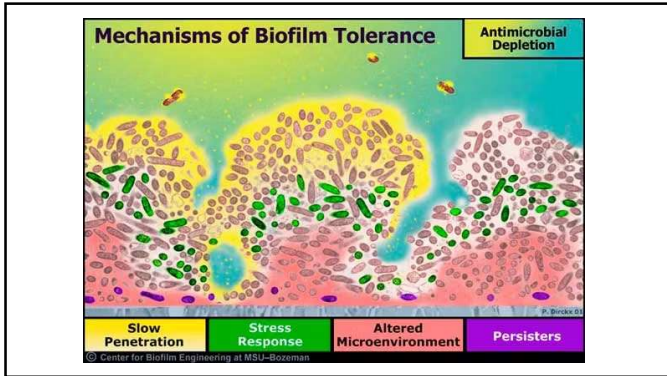 Mechanisms of Biofilm Tolerance
Antimicrobial
Depletion
P. Dirckx 01
Slow
Penetration
Stress
Response
Altered
Microenvironment
Persisters
© Center for Biofilm Engineering at MSU–Bozeman